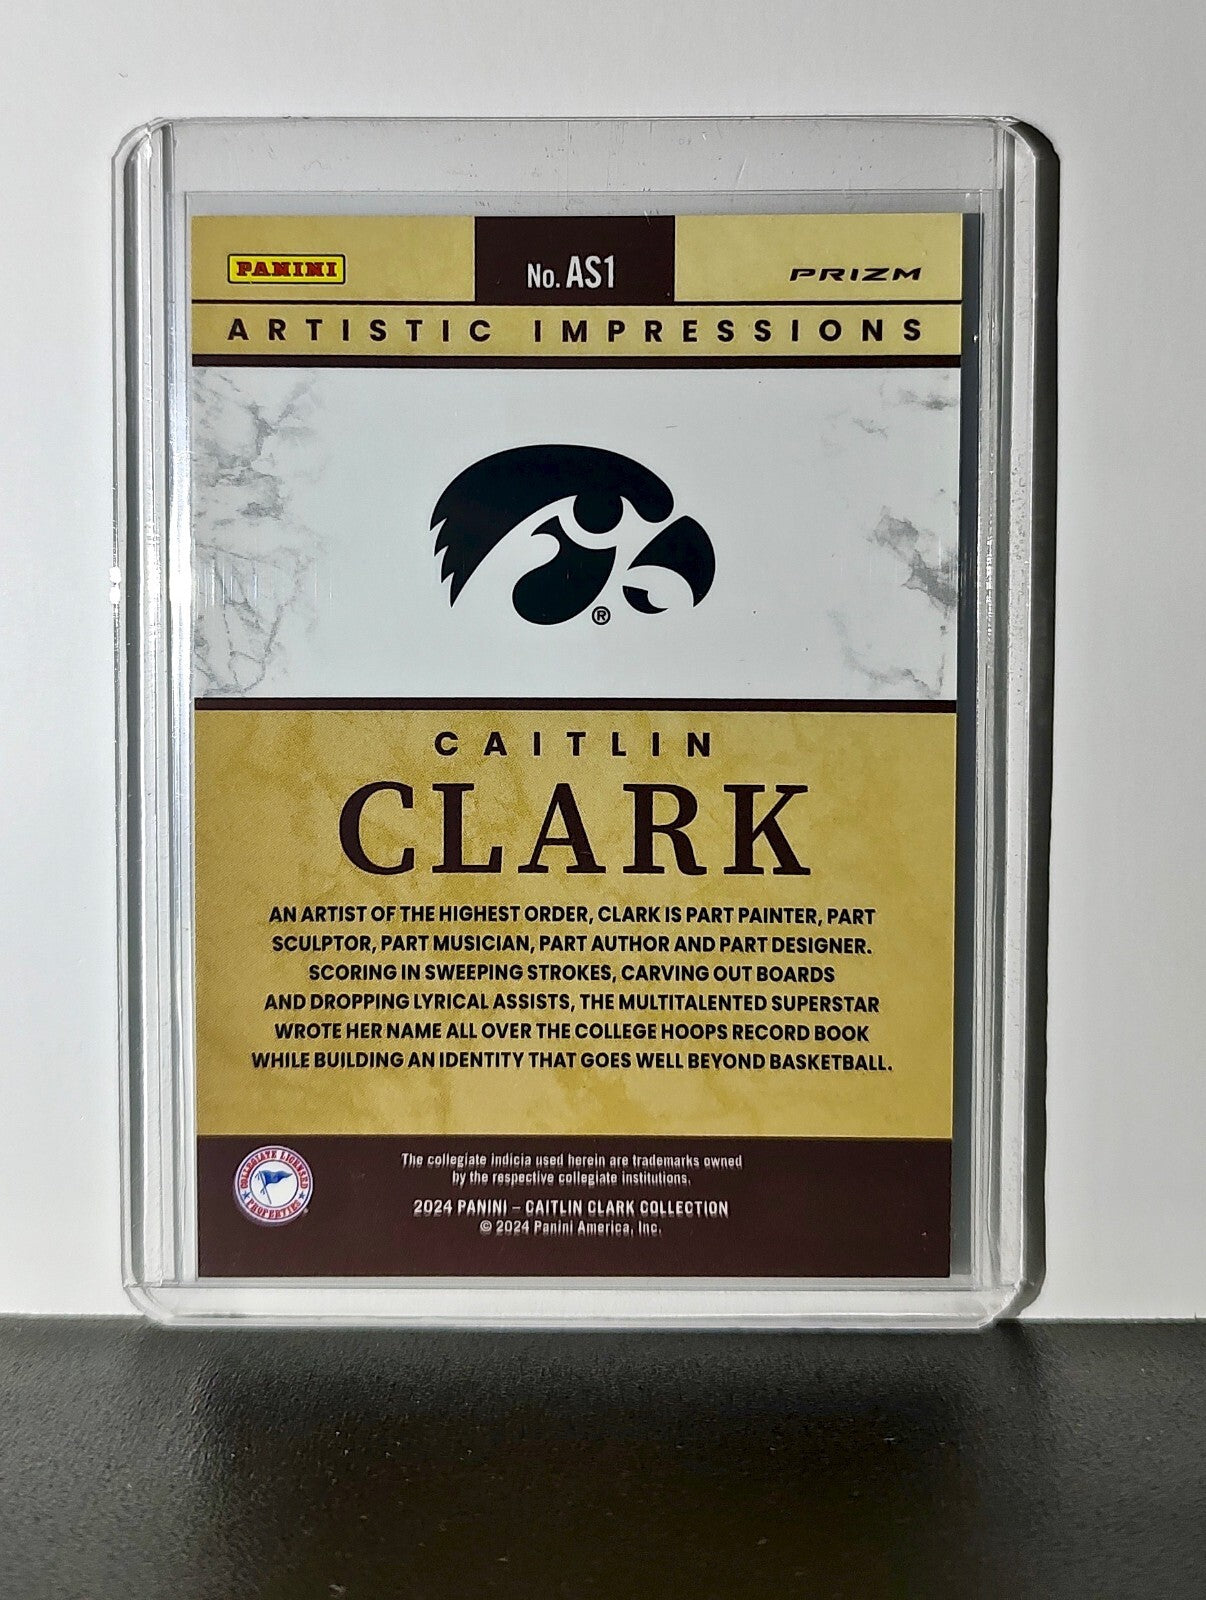 PANINI
No. AS1
PRIZM
ARTISTIC IMPRESSIONS
®
CAITLIN
CLARK
AN ARTIST OF THE HIGHEST ORDER, CLARK IS PART PAINTER, PART
SCULPTOR, PART MUSICIAN, PART AUTHOR AND PART DESIGNER.
SCORING IN SWEEPING STROKES, CARVING OUT BOARDS
AND DROPPING LYRICAL ASSISTS, THE MULTITALENTED SUPERSTAR
WROTE HER NAME ALL OVER THE COLLEGE HOOPS RECORD BOOK
WHILE BUILDING AN IDENTITY THAT GOES WELL BEYOND BASKETBALL.
COLLEGIATE LICENSED
PROPERTIES
The collegiate indicia used herein are trademarks owned
by the respective collegiate institutions.
2024 PANINI – CAITLIN CLARK COLLECTION
© 2024 Panini America, Inc.